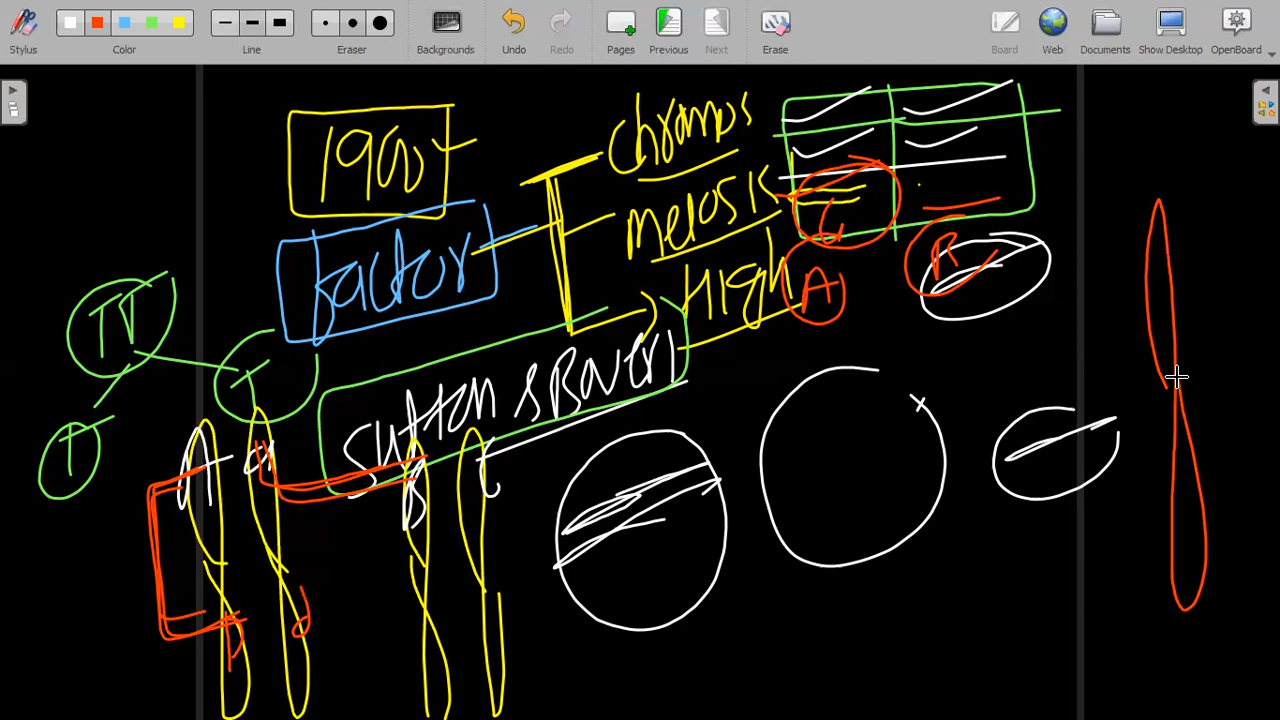 Stylus
Color
Line
Eraser
Backgrounds
Undo
Redo
Pages
Previous
Next
Erase
Board
Web
Documents
Show Desktop
OpenBoard
1900
chromos
meiosis
High
factor
Sutton & Boveri
TT
T
T
A
B
A
R